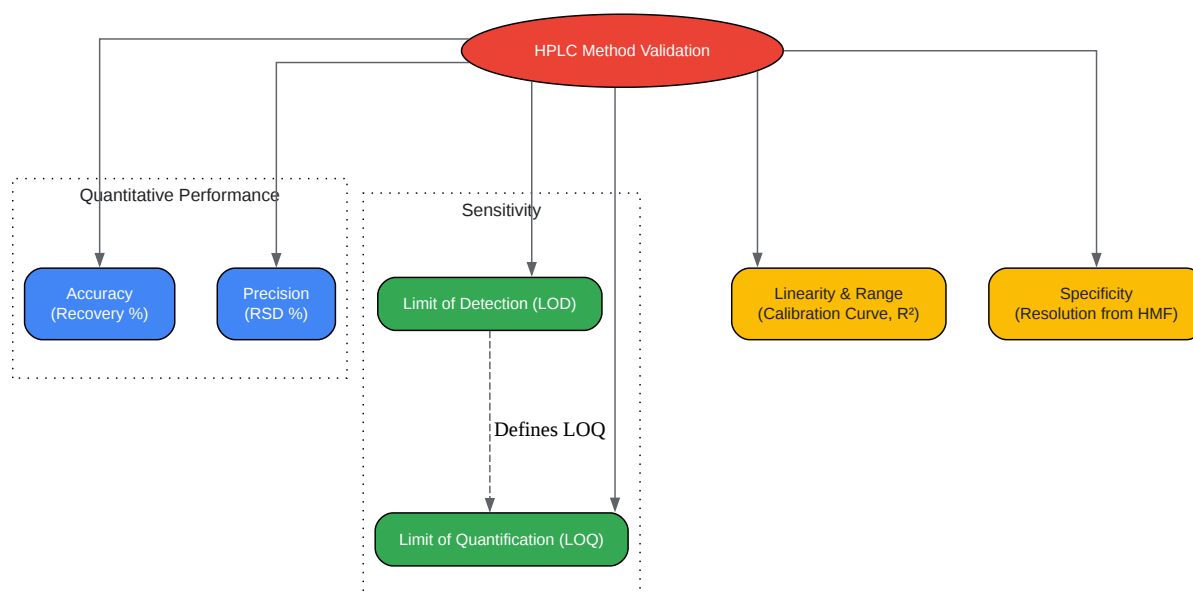 HPLC Method Validation
Quantitative Performance
Sensitivity
Accuracy
(Recovery %)
Precision
(RSD %)
Limit of Detection (LOD)
Linearity & Range
(Calibration Curve, R²)
Specificity
(Resolution from HMF)
Defines LOQ
Limit of Quantification (LOQ)